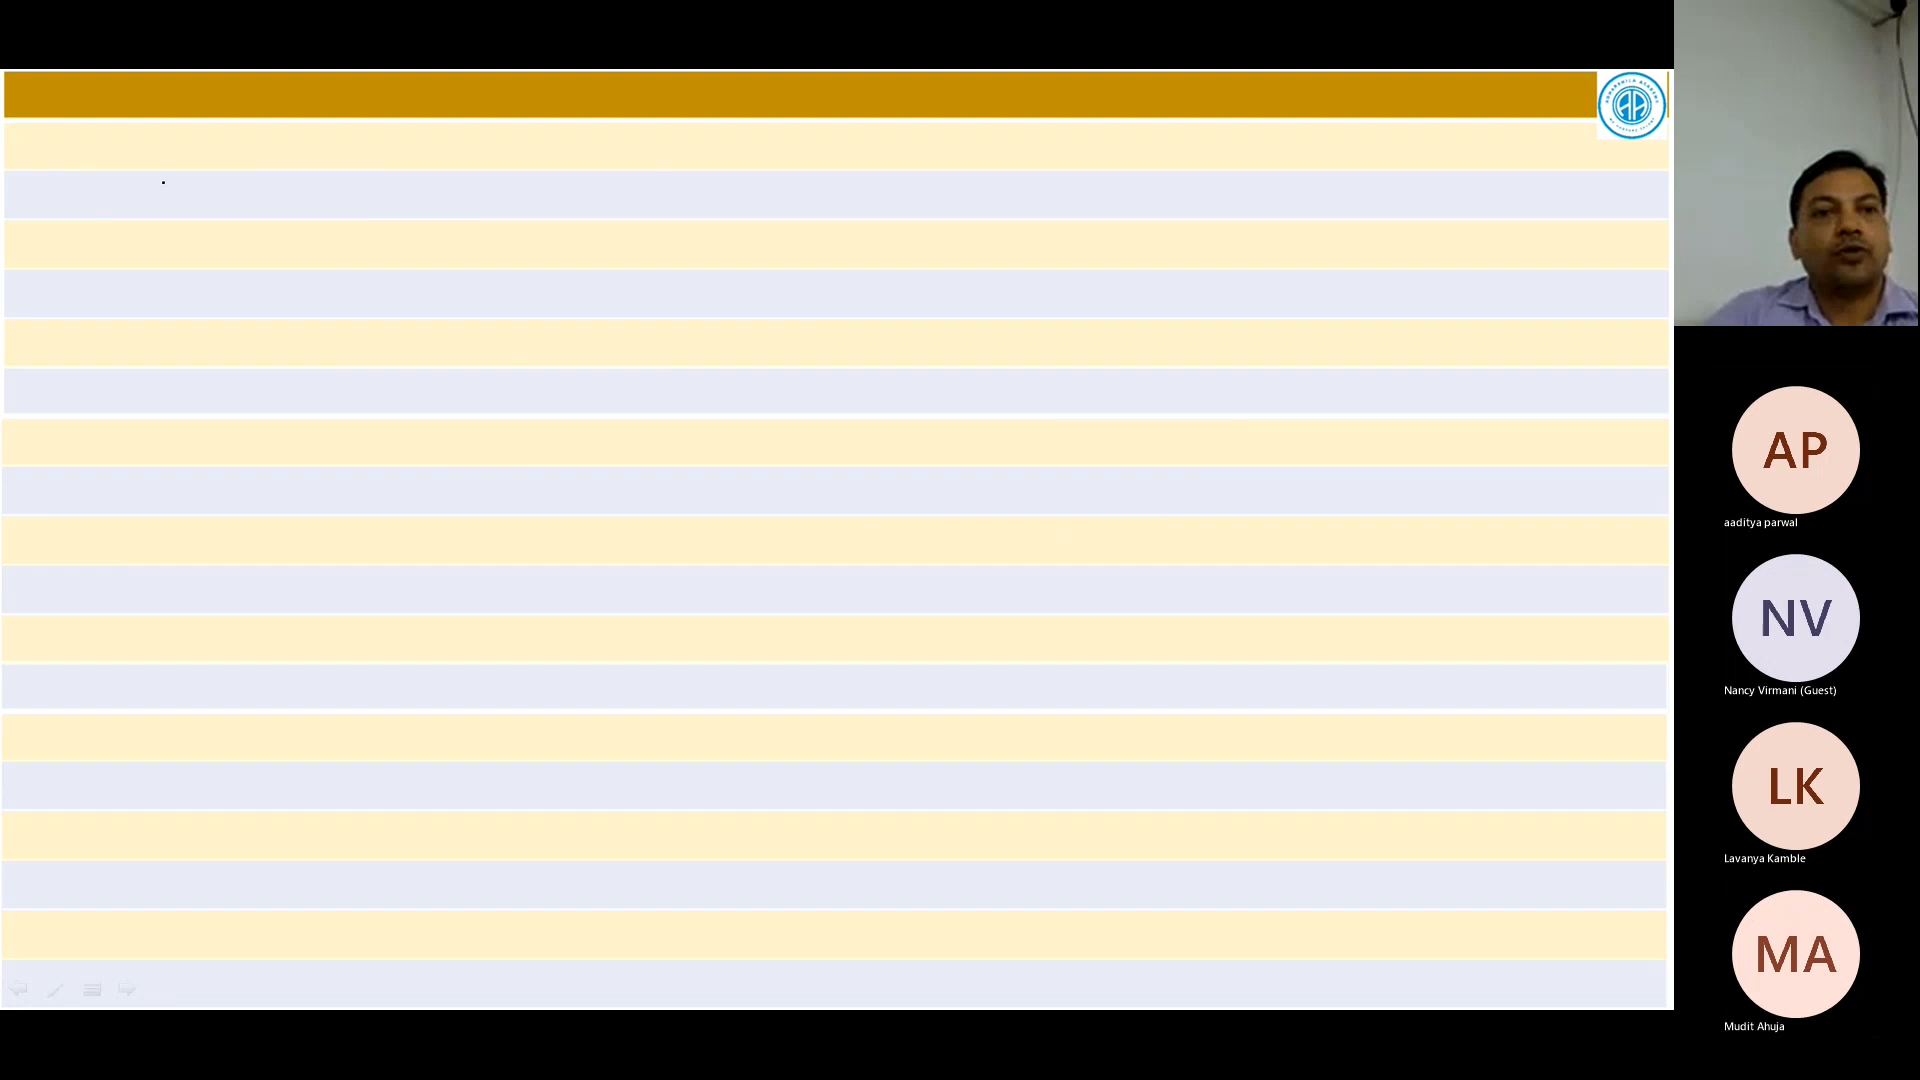 AP
aaditya parwal
NV
Nancy Virmani (Guest)
LK
Lavanya Kamble
MA
Mudit Ahuja